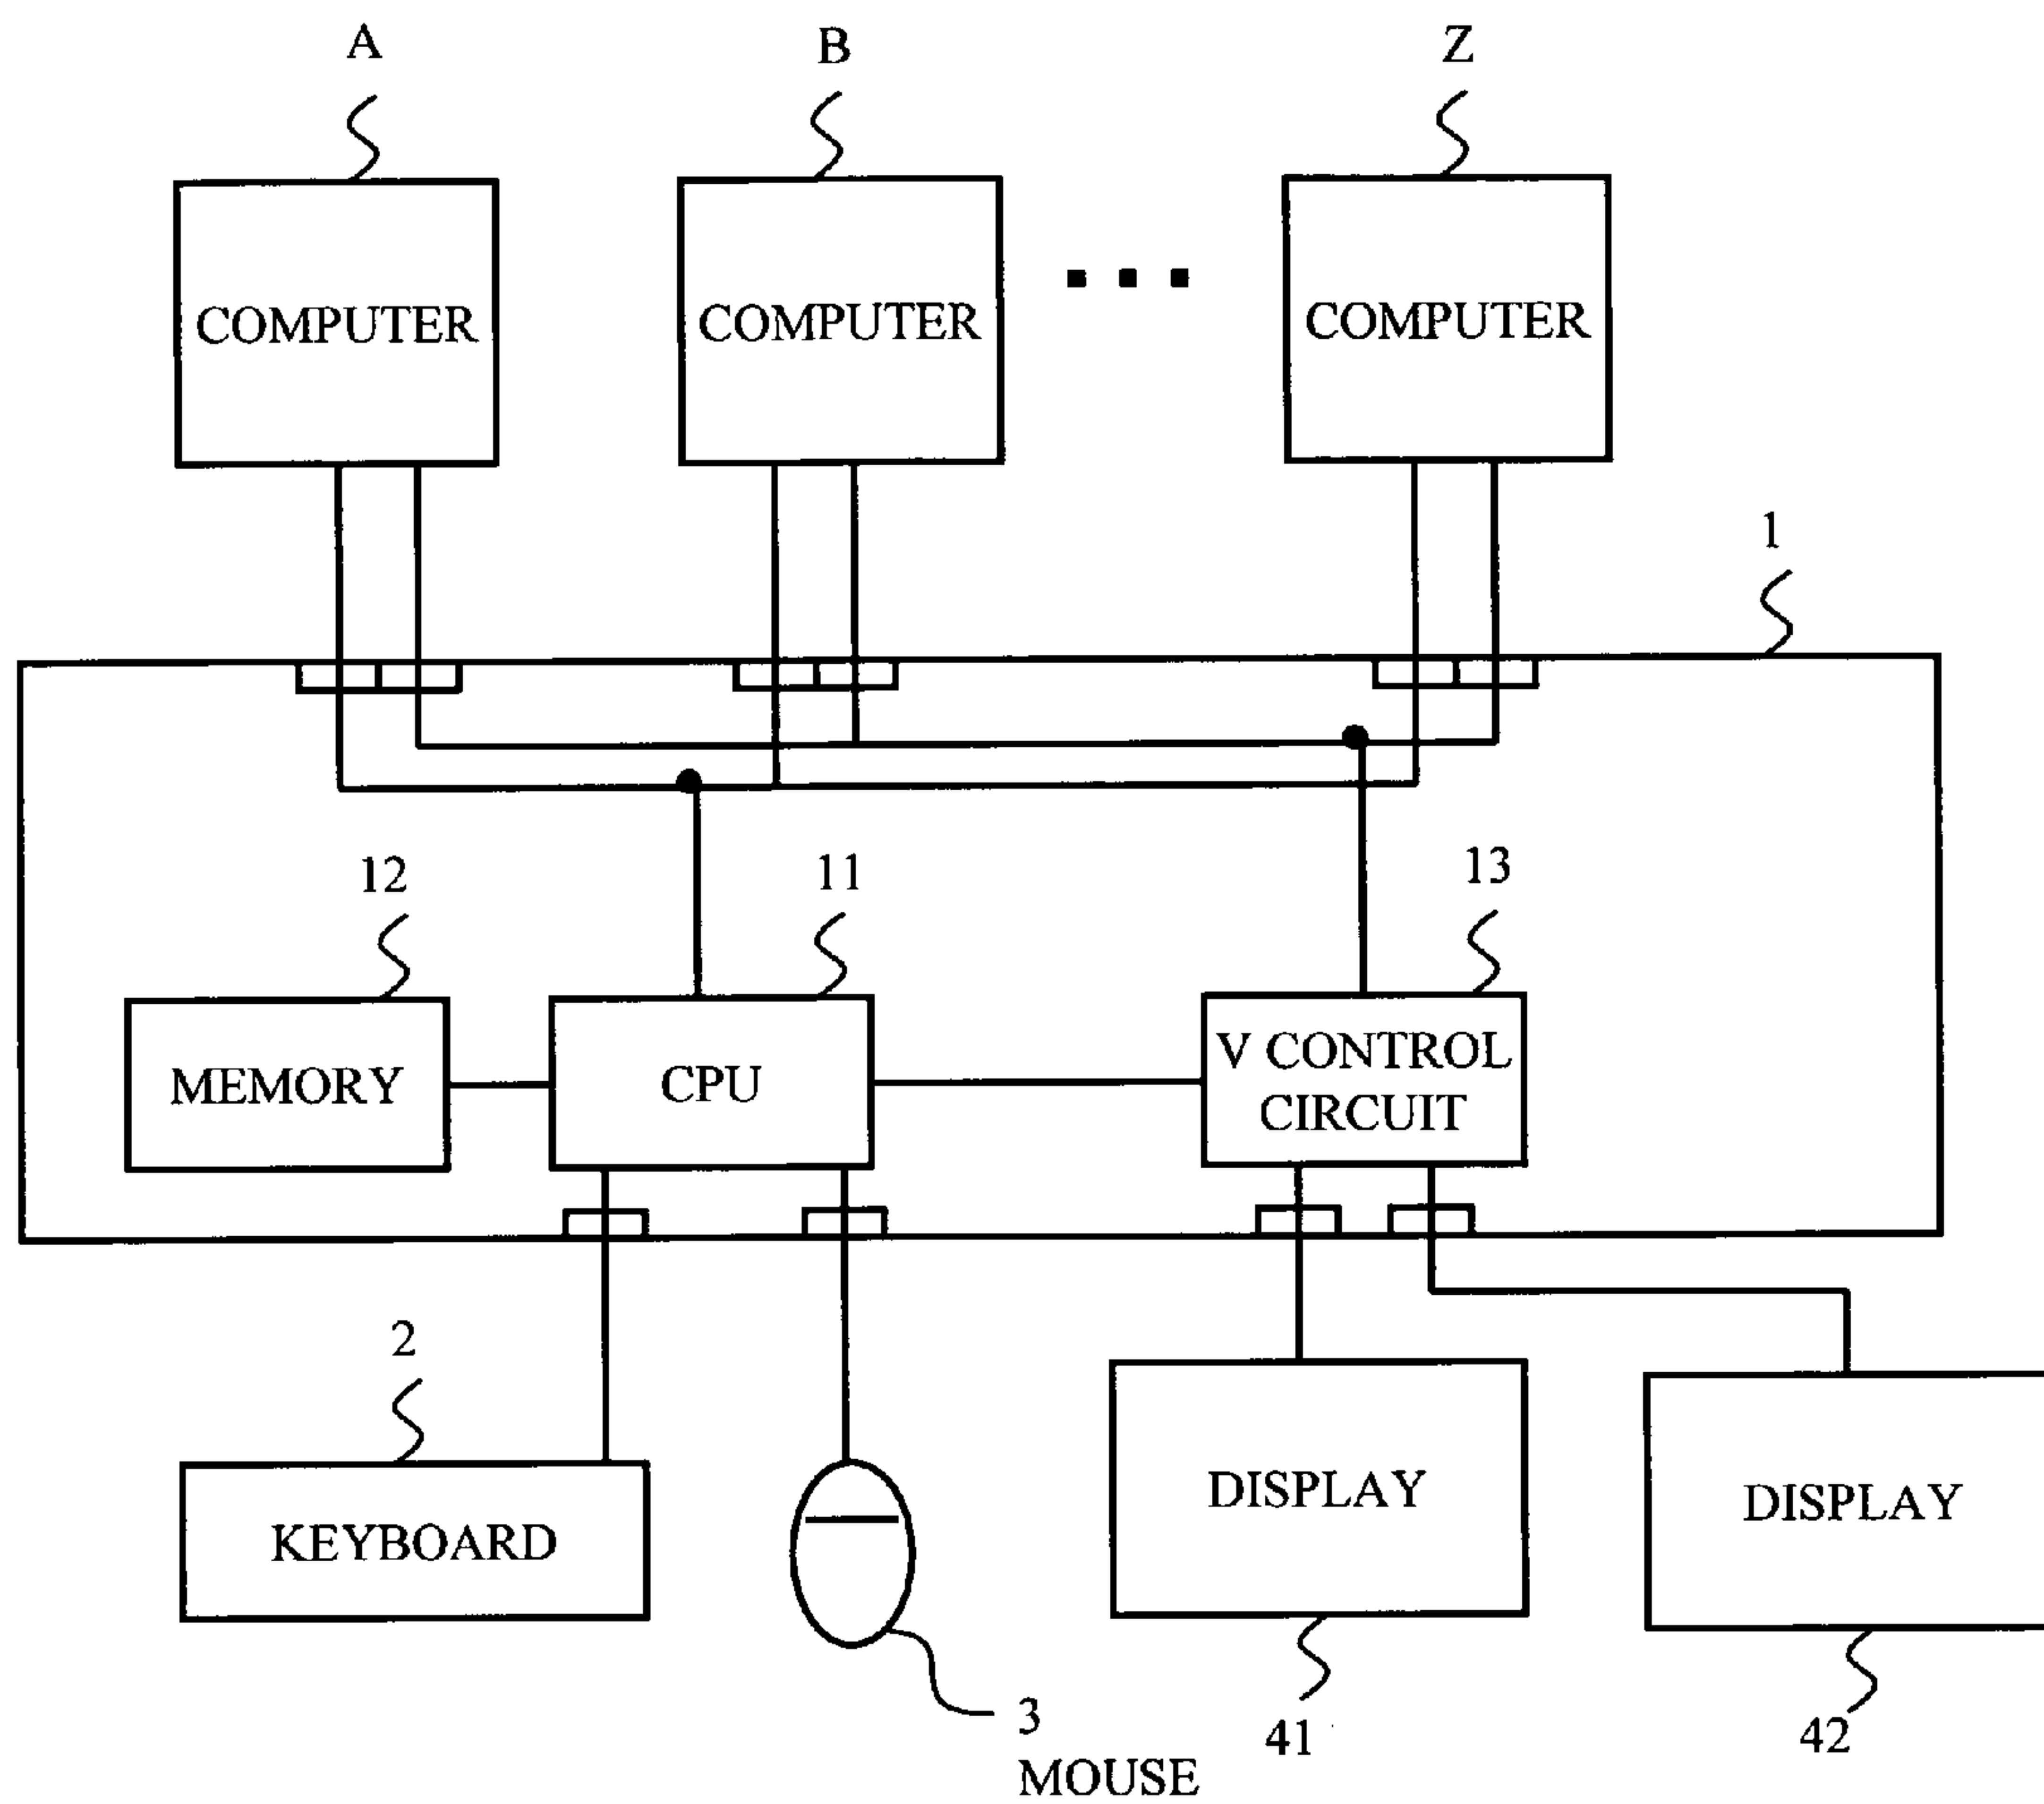 A
B
Z
COMPUTER
COMPUTER
COMPUTER
1
12
11
13
MEMORY
CPU
V CONTROL
CIRCUIT
2
KEYBOARD
DISPLAY
DISPLAY
3
MOUSE
41
42